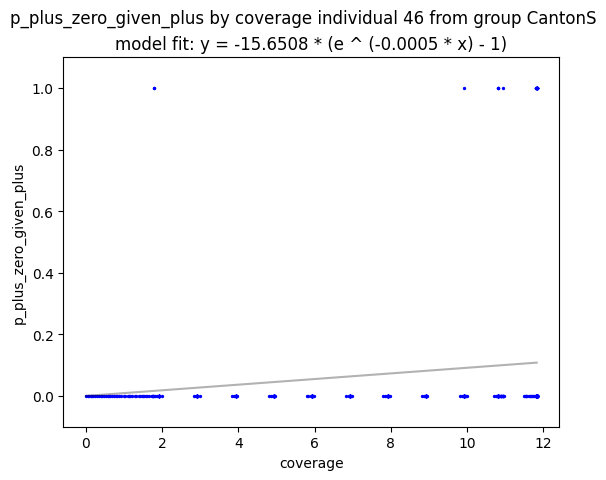 p_plus_zero_given_plus by coverage individual 46 from group CantonS
model fit: y = -15.6508 * (e ^ (-0.0005 * x) - 1)
p_plus_zero_given_plus
1.0
0.8
0.6
0.4
0.2
0.0
0 2 4 6 8 10 12
coverage